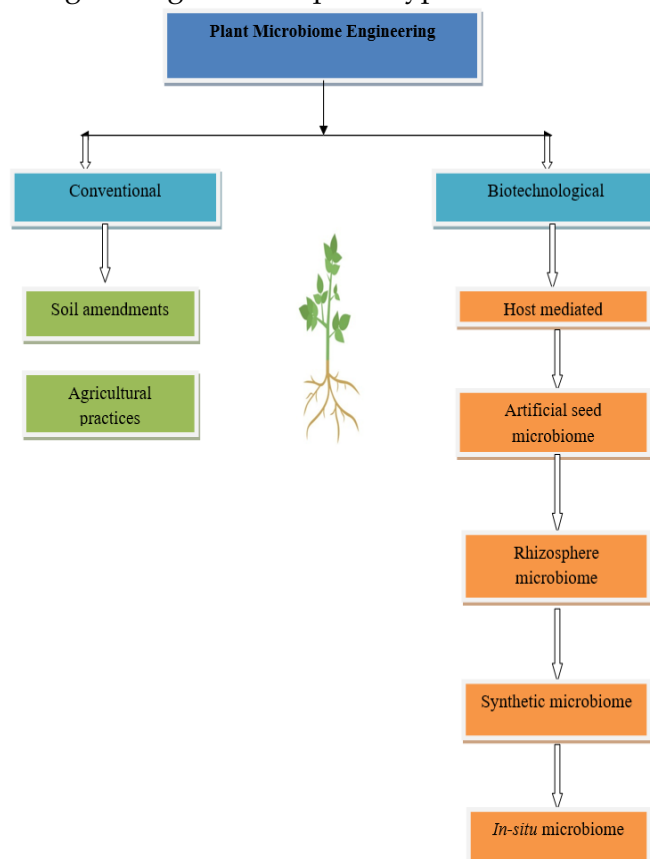 Plant Microbiome Engineering
Conventional
Biotechnological
Soil amendments
Host mediated
Agricultural
practices
Artificial seed
microbiome
Rhizosphere
microbiome
Synthetic microbiome
In-situ microbiome